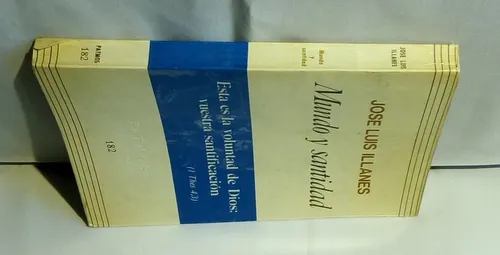 JOSE LUIS
ILLANES
Mundo
y
santidad
PATMOS
182
JOSE LUIS ILLANES
Mundo y santidad
Esta es la voluntad de Dios:
vuestra santificación
(1 Thes 4,3)
182